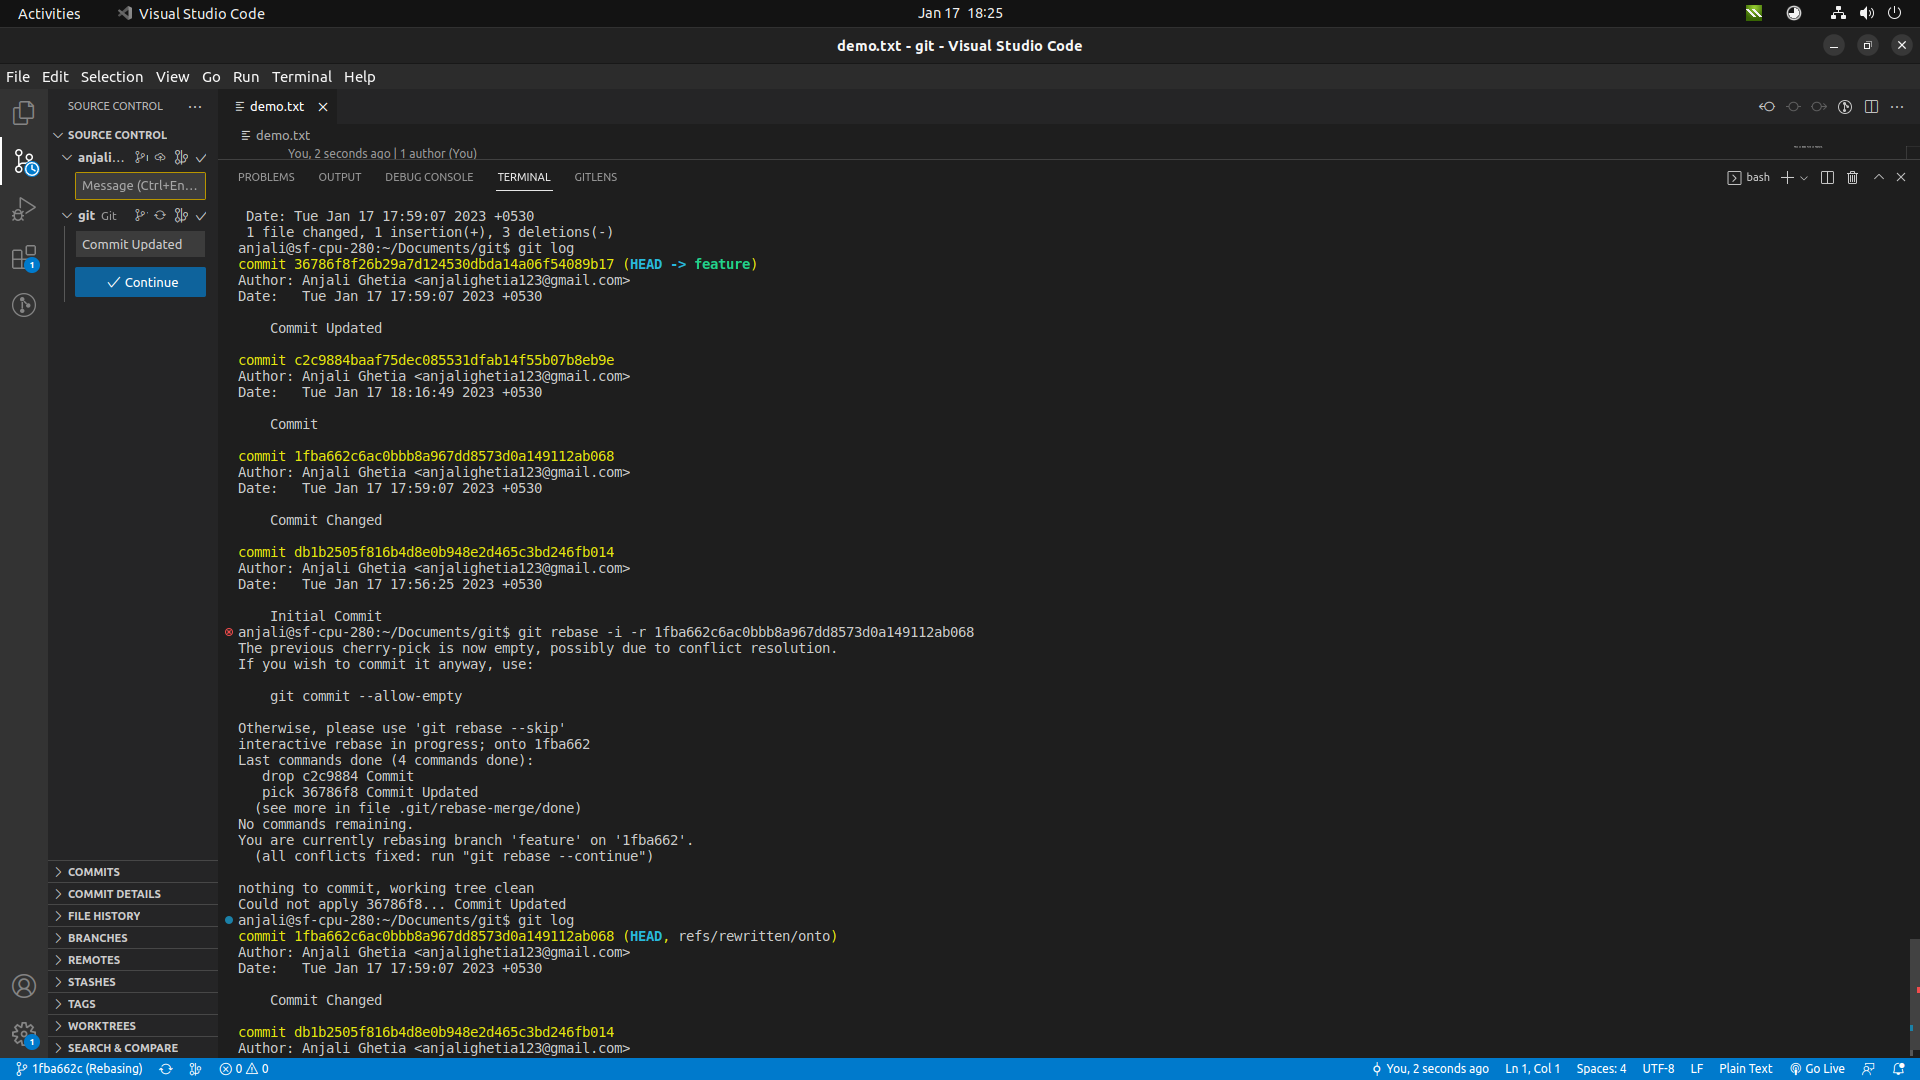 Activities
Visual Studio Code
Jan 17 18:25
demo.txt - git - Visual Studio Code
File Edit Selection View Go Run Terminal Help
SOURCE CONTROL
demo.txt
SOURCE CONTROL
demo.txt
anjali...
You, 2 seconds ago | 1 author (You)
Message (Ctrl+En...
PROBLEMS OUTPUT DEBUG CONSOLE TERMINAL GITLENS
bash
git Git
Commit Updated
Continue
1
Date: Tue Jan 17 17:59:07 2023 +0530
1 file changed, 1 insertion(+), 3 deletions(-)
anjali@sf-cpu-280:~/Documents/git$ git log
commit 36786f8f26b29a7d124530dbda14a06f54089b17 (HEAD -> feature)
Author: Anjali Ghetia <anjalighetia123@gmail.com>
Date:   Tue Jan 17 17:59:07 2023 +0530
Commit Updated
commit c2c9884baaf75dec085531dfab14f55b07b8eb9e
Author: Anjali Ghetia <anjalighetia123@gmail.com>
Date:   Tue Jan 17 18:16:49 2023 +0530
Commit
commit 1fba662c6ac0bbb8a967dd8573d0a149112ab068
Author: Anjali Ghetia <anjalighetia123@gmail.com>
Date:   Tue Jan 17 17:59:07 2023 +0530
Commit Changed
commit db1b2505f816b4d8e0b948e2d465c3bd246fb014
Author: Anjali Ghetia <anjalighetia123@gmail.com>
Date:   Tue Jan 17 17:56:25 2023 +0530
Initial Commit
anjali@sf-cpu-280:~/Documents/git$ git rebase -i -r 1fba662c6ac0bbb8a967dd8573d0a149112ab068
The previous cherry-pick is now empty, possibly due to conflict resolution.
If you wish to commit it anyway, use:
git commit --allow-empty
Otherwise, please use 'git rebase --skip'
interactive rebase in progress; onto 1fba662
Last commands done (4 commands done):
drop c2c9884 Commit
pick 36786f8 Commit Updated
(see more in file .git/rebase-merge/done)
No commands remaining.
You are currently rebasing branch 'feature' on '1fba662'.
(all conflicts fixed: run "git rebase --continue")
nothing to commit, working tree clean
Could not apply 36786f8... Commit Updated
anjali@sf-cpu-280:~/Documents/git$ git log
commit 1fba662c6ac0bbb8a967dd8573d0a149112ab068 (HEAD, refs/rewritten/onto)
Author: Anjali Ghetia <anjalighetia123@gmail.com>
Date:   Tue Jan 17 17:59:07 2023 +0530
Commit Changed
commit db1b2505f816b4d8e0b948e2d465c3bd246fb014
Author: Anjali Ghetia <anjalighetia123@gmail.com>
COMMITS
COMMIT DETAILS
FILE HISTORY
BRANCHES
REMOTES
STASHES
TAGS
WORKTREES
SEARCH & COMPARE
1
1fba662c (Rebasing)
0 0
You, 2 seconds ago
Ln 1, Col 1
Spaces: 4
UTF-8
LF
Plain Text
Go Live